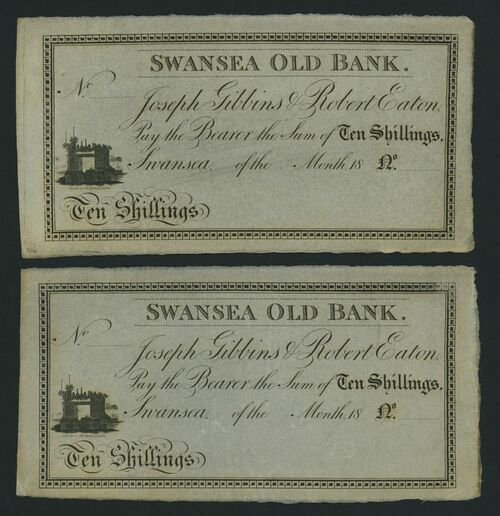 SWANSEA OLD BANK.
No
Joseph Gibbins & Robert Eaton,
Pay the Bearer the Sum of Ten Shillings,
Swansea, of the Month 18 No.
Ten Shillings
SWANSEA OLD BANK.
No
Joseph Gibbins & Robert Eaton,
Pay the Bearer the Sum of Ten Shillings,
Swansea, of the Month 18 No.
Ten Shillings